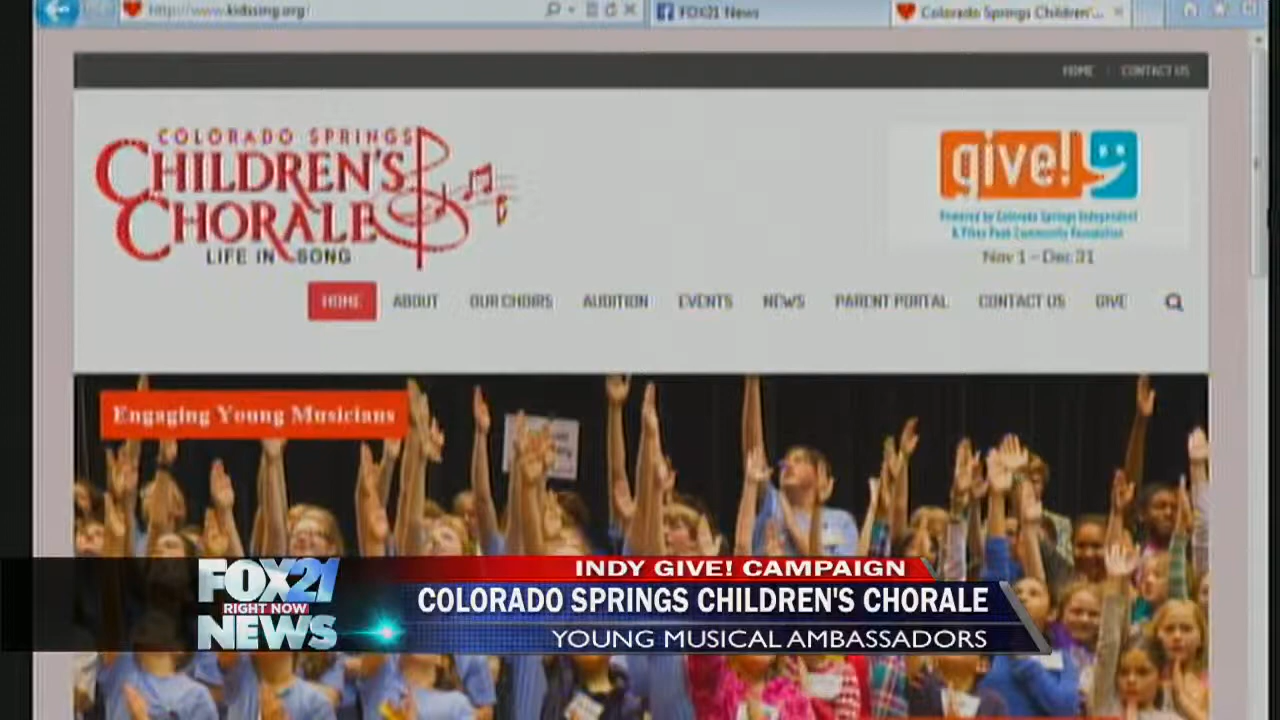 http://www.kidssing.org/
FOX21 News
Colorado Springs Children'...
HOME
CONTACT US
COLORADO SPRINGS
CHILDREN'S
CHORALE
LIFE IN SONG
give!
Powered by Colorado Springs Independent
& Pikes Peak Community Foundation
Nov 1 – Dec 31
HOME ABOUT OUR CHOIRS AUDITION EVENTS NEWS PARENT PORTAL CONTACT US GIVE
Engaging Young Musicians
FOX21
RIGHT NOW
NEWS
INDY GIVE! CAMPAIGN
COLORADO SPRINGS CHILDREN'S CHORALE
YOUNG MUSICAL AMBASSADORS